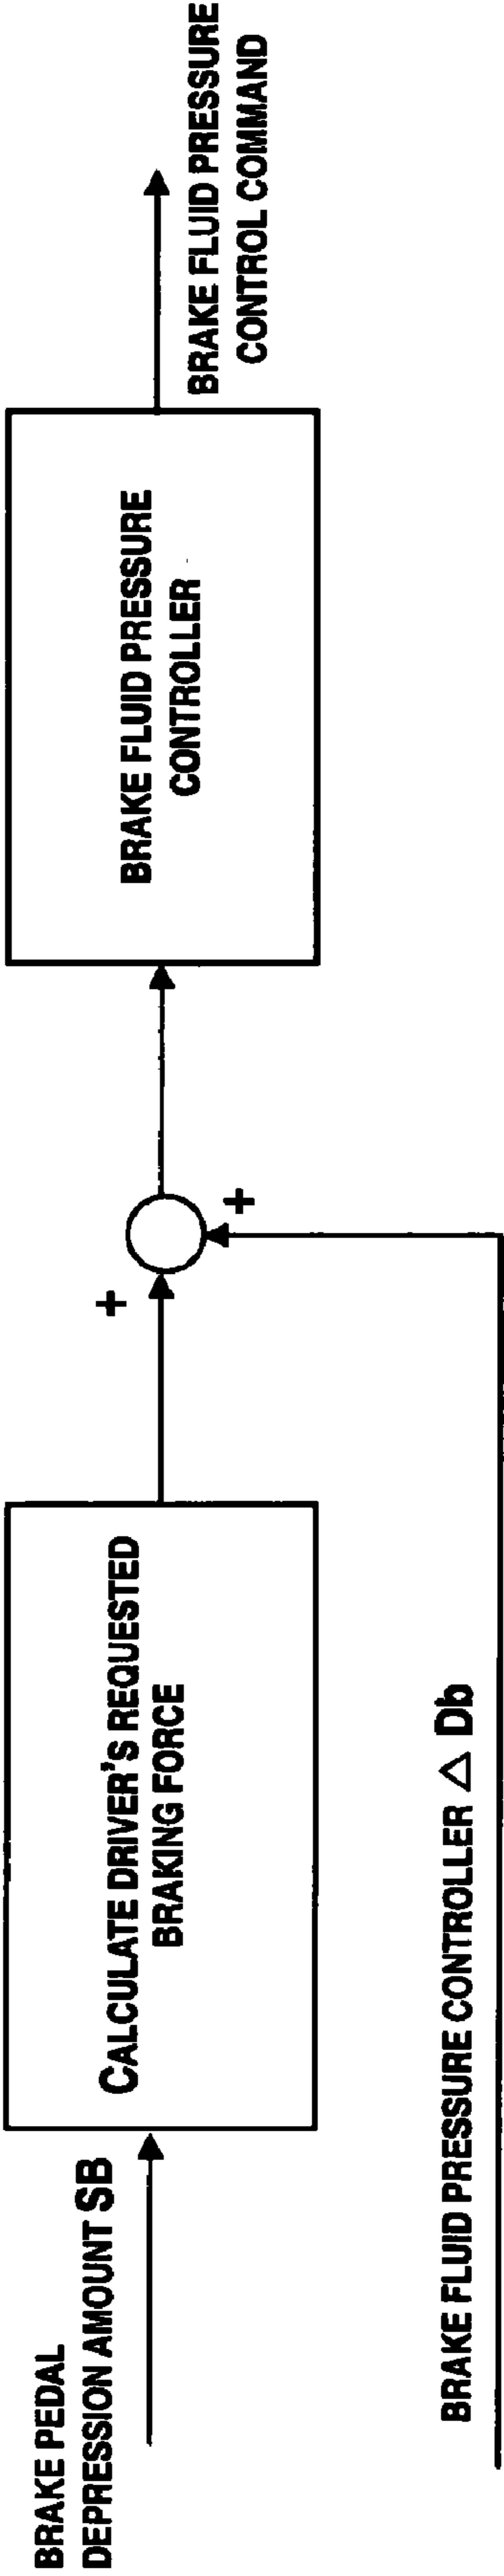 BRAKE PEDAL
DEPRESSION AMOUNT SB
CALCULATE DRIVER'S REQUESTED
BRAKING FORCE
+
+
BRAKE FLUID PRESSURE CONTROLLER △ Db
BRAKE FLUID PRESSURE
CONTROLLER
BRAKE FLUID PRESSURE
CONTROL COMMAND